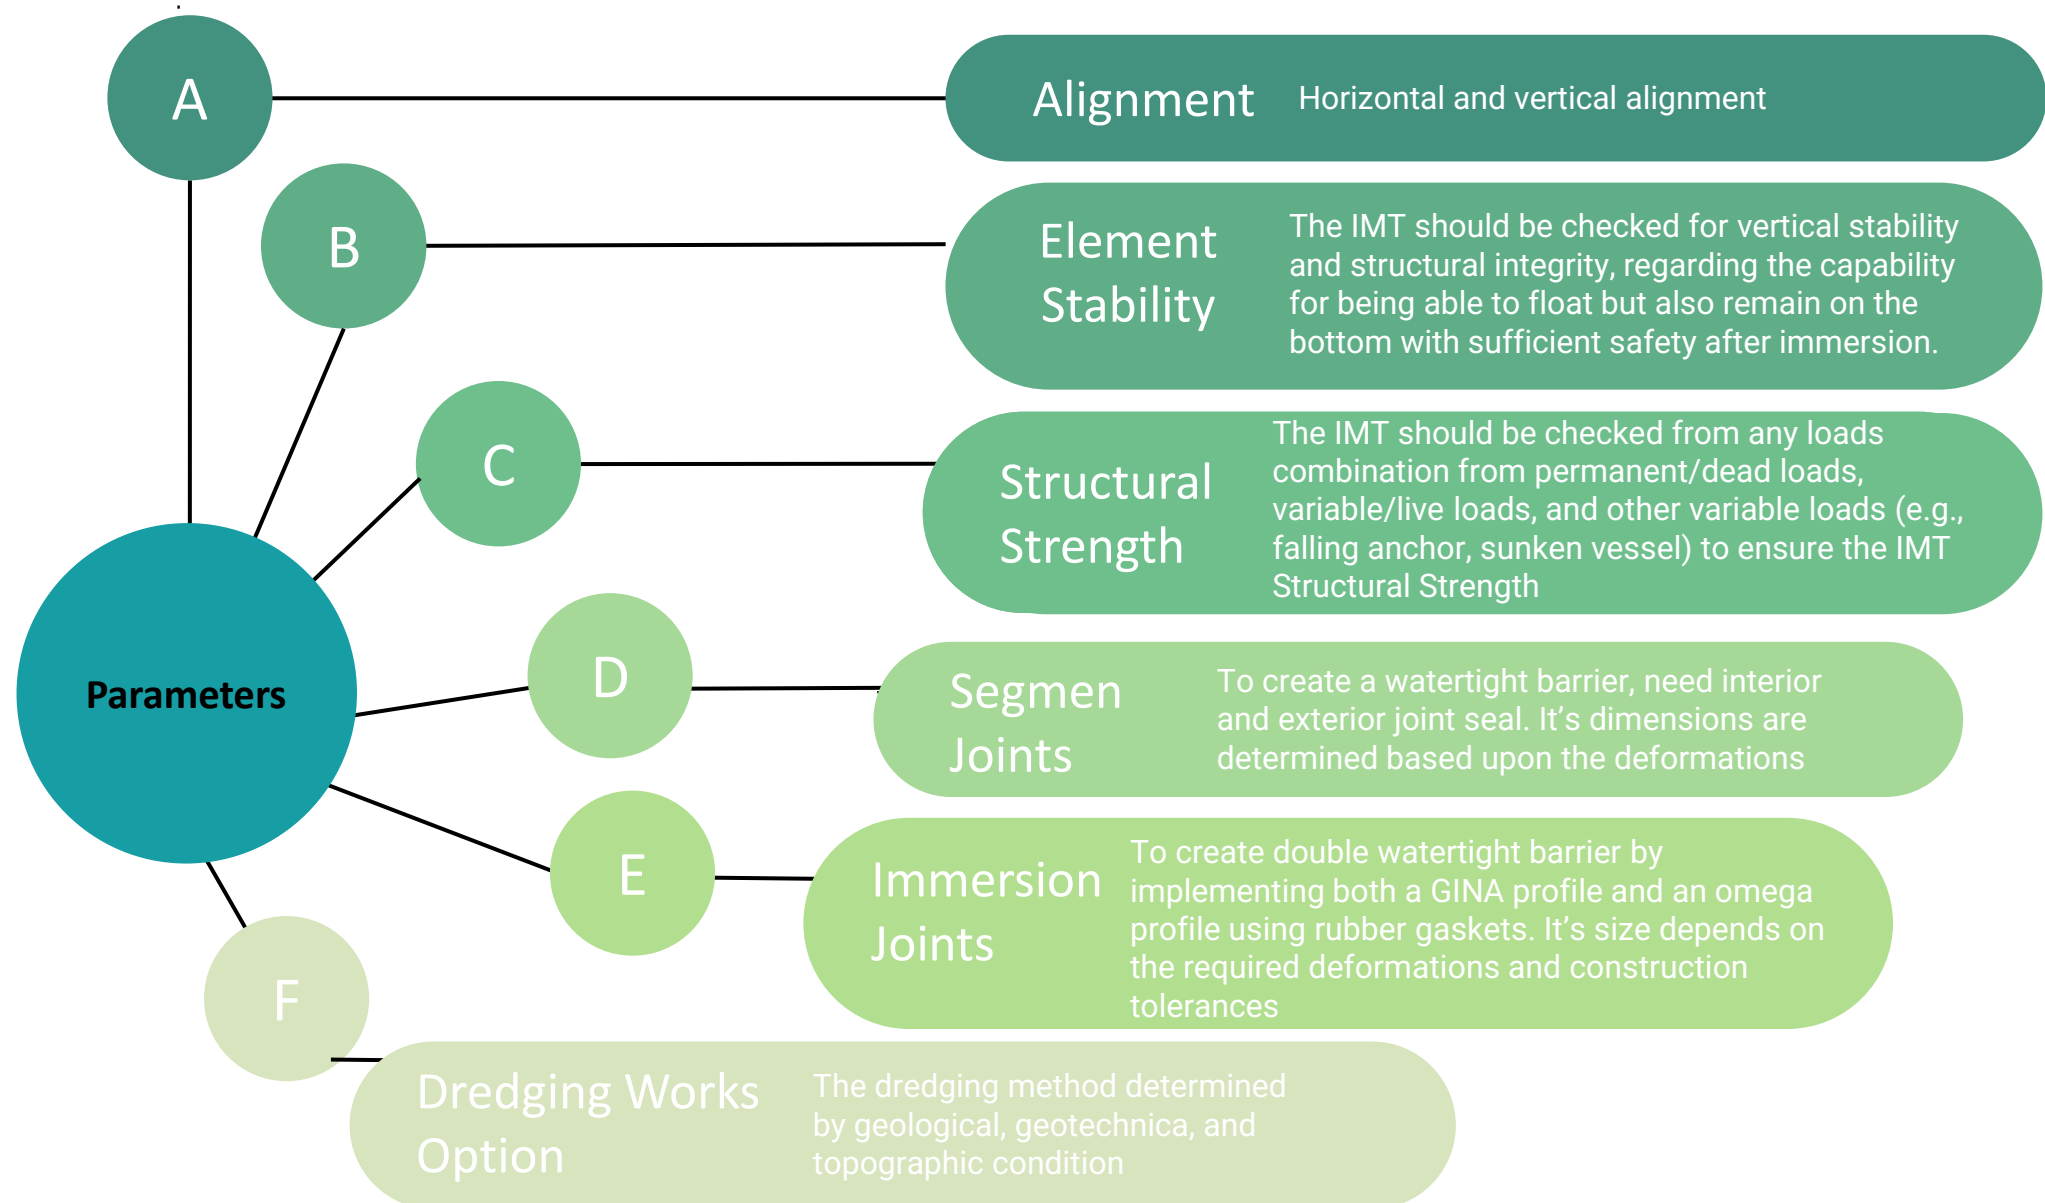 A
Alignment
Horizontal and vertical alignment
B
Element
Stability
The IMT should be checked for vertical stability
and structural integrity, regarding the capability
for being able to float but also remain on the
bottom with sufficient safety after immersion.
C
Structural
Strength
The IMT should be checked from any loads
combination from permanent/dead loads,
variable/live loads, and other variable loads (e.g.,
falling anchor, sunken vessel) to ensure the IMT
Structural Strength
Parameters
D
Segmen
Joints
To create a watertight barrier, need interior
and exterior joint seal. It’s dimensions are
determined based upon the deformations
E
Immersion
Joints
To create double watertight barrier by
implementing both a GINA profile and an omega
profile using rubber gaskets. It’s size depends on
the required deformations and construction
tolerances
F
Dredging Works
Option
The dredging method determined
by geological, geotechnica, and
topographic condition